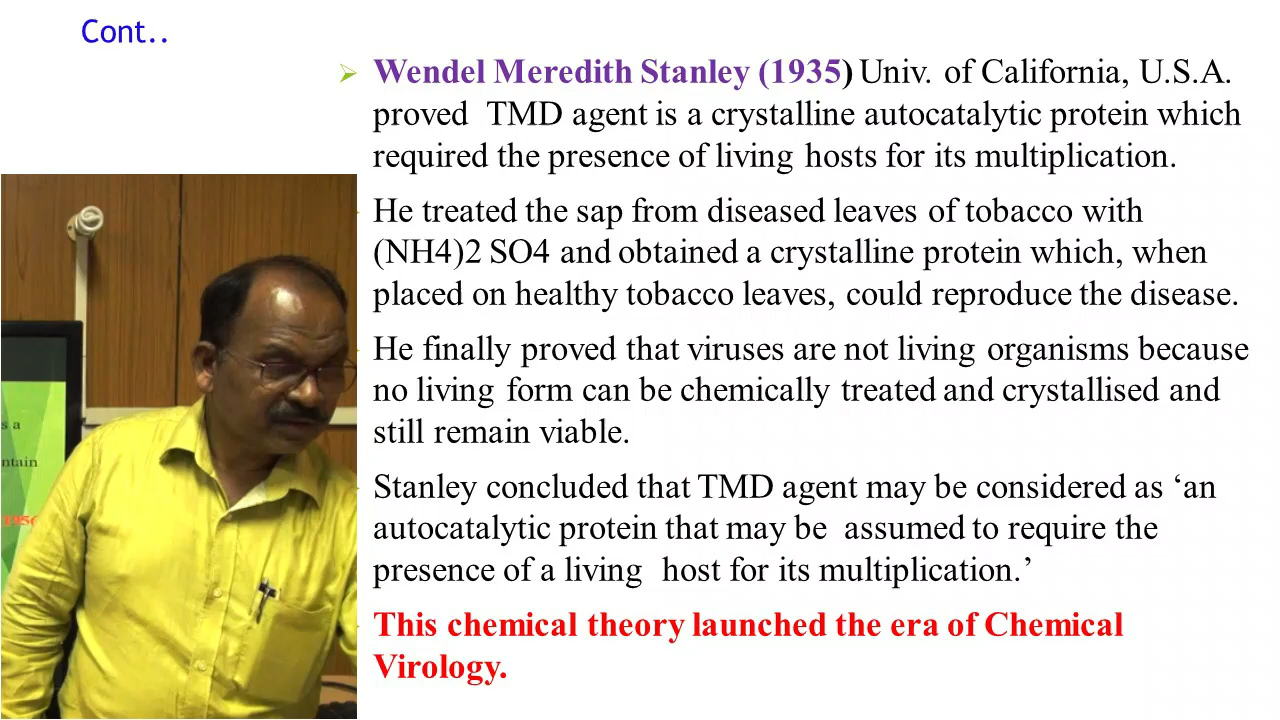 Cont..
Wendel Meredith Stanley (1935) Univ. of California, U.S.A.
proved TMD agent is a crystalline autocatalytic protein which
required the presence of living hosts for its multiplication.
He treated the sap from diseased leaves of tobacco with
(NH4)2 SO4 and obtained a crystalline protein which, when
placed on healthy tobacco leaves, could reproduce the disease.
He finally proved that viruses are not living organisms because
no living form can be chemically treated and crystallised and
still remain viable.
Stanley concluded that TMD agent may be considered as ‘an
autocatalytic protein that may be assumed to require the
presence of a living host for its multiplication.’
This chemical theory launched the era of Chemical
Virology.
s a
ntain